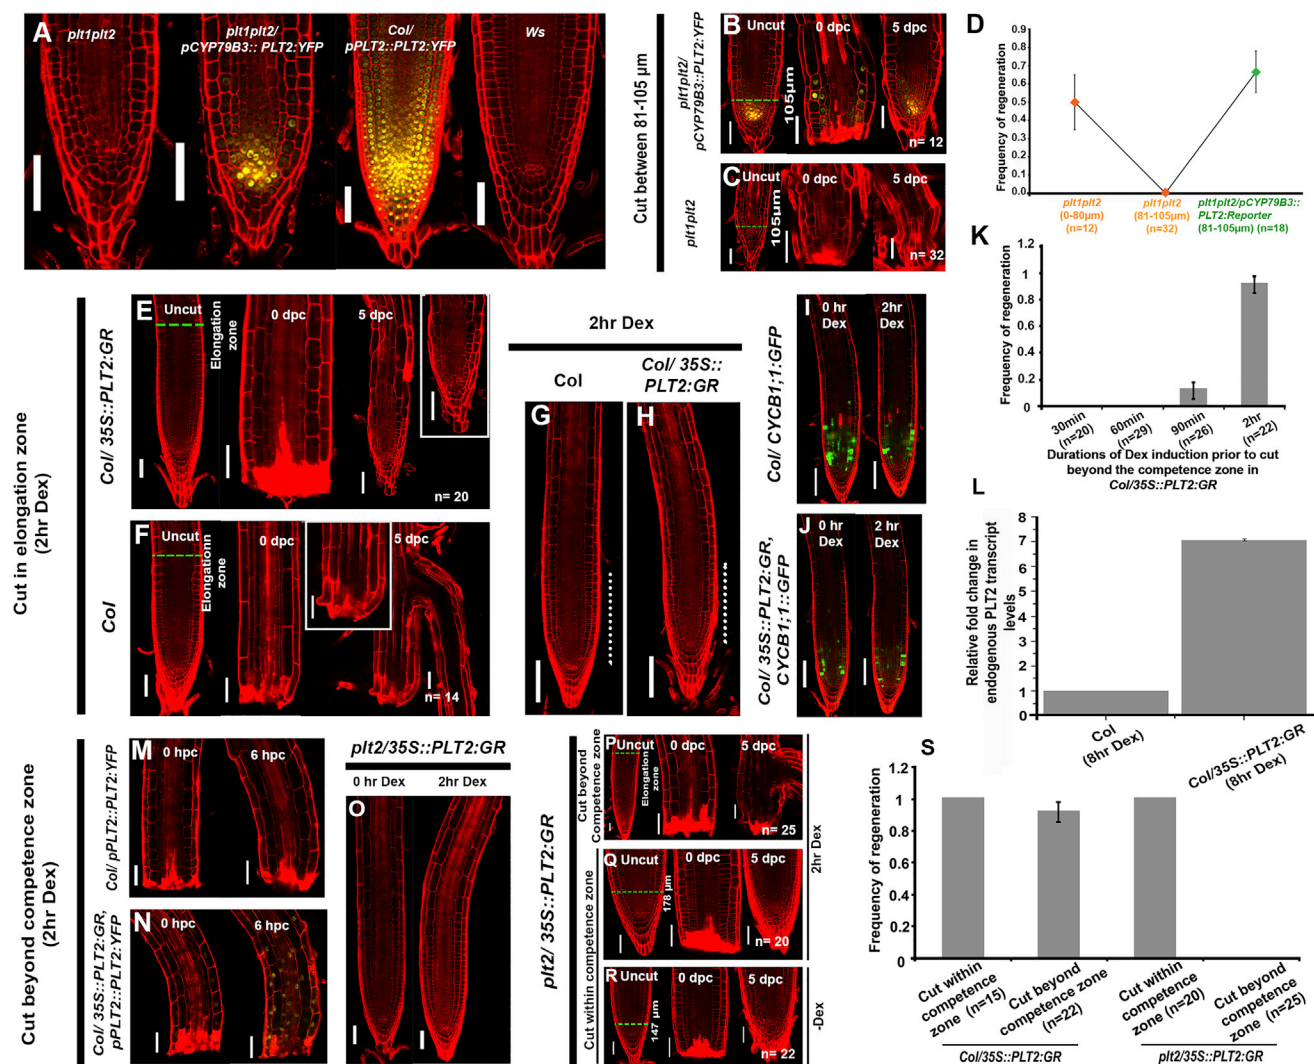 A
plt1plt2
plt1plt2/
pCYP79B3:: PLT2:YFP
Col/
pPLT2::PLT2:YFP
Ws
Cut between 81-105 µm
plt1plt2/
pCYP79B3::PLT2:YFP
B
Uncut
0 dpc
5 dpc
105µm
n= 12
plt1plt2
C
Uncut
0 dpc
5 dpc
105µm
n= 32
D
Frequency of regeneration
0.9
0.8
0.7
0.6
0.5
0.4
0.3
0.2
0.1
0.0
plt1plt2
(0-80µm)
(n=12)
plt1plt2
(81-105µm)
(n=32)
plt1plt2/pCYP79B3::
PLT2:Reporter
(81-105µm) (n=18)
Cut in elongation zone
(2hr Dex)
Col/ 35S::PLT2:GR
E
Uncut
Elongation
zone
0 dpc
5 dpc
n= 20
Col
F
Uncut
Elongationn
zone
0 dpc
5 dpc
n= 14
2hr Dex
Col
Col/ 35S::
PLT2:GR
G
H
Col/ CYCB1;1:GFP
I
0 hr
Dex
2hr
Dex
Col/ 35S::PLT2:GR,
CYCB1;1::GFP
J
0 hr
Dex
2 hr
Dex
K
Frequency of regeneration
1.2
1
0.8
0.6
0.4
0.2
0
30min
(n=20)
60min
(n=29)
90min
(n=26)
2hr
(n=22)
Durations of Dex induction prior to cut
beyond the competence zone in
Col/35S::PLT2:GR
L
Relative fold change in
endogenous PLT2 transcript
levels
8
7
6
5
4
3
2
1
0
Col
(8hr Dex)
Col/35S::PLT2:GR
(8hr Dex)
Cut beyond competence zone
(2hr Dex)
Col/ pPLT2::PLT2:YFP
M
0 hpc
6 hpc
Col/ 35S::PLT2:GR,
pPLT2::PLT2:YFP
N
0 hpc
6 hpc
plt2/35S::PLT2:GR
0 hr Dex
2hr Dex
O
plt2/ 35S::PLT2:GR
Cut beyond
Competence zone
P
Uncut
Elongation
zone
0 dpc
5 dpc
n= 25
2hr Dex
Cut within competence zone
Q
Uncut
178 µm
0 dpc
5 dpc
n= 20
R
Uncut
147 µm
0 dpc
5 dpc
n= 22
-Dex
S
Frequency of regeneration
1.2
1
0.8
0.6
0.4
0.2
0
Cut within
competence
zone (n=15)
Cut beyond
competence zone
(n=22)
Cut within
competence
zone (n=20)
Cut beyond
competence
zone (n=25)
Col/35S::PLT2:GR
plt2/35S::PLT2:GR